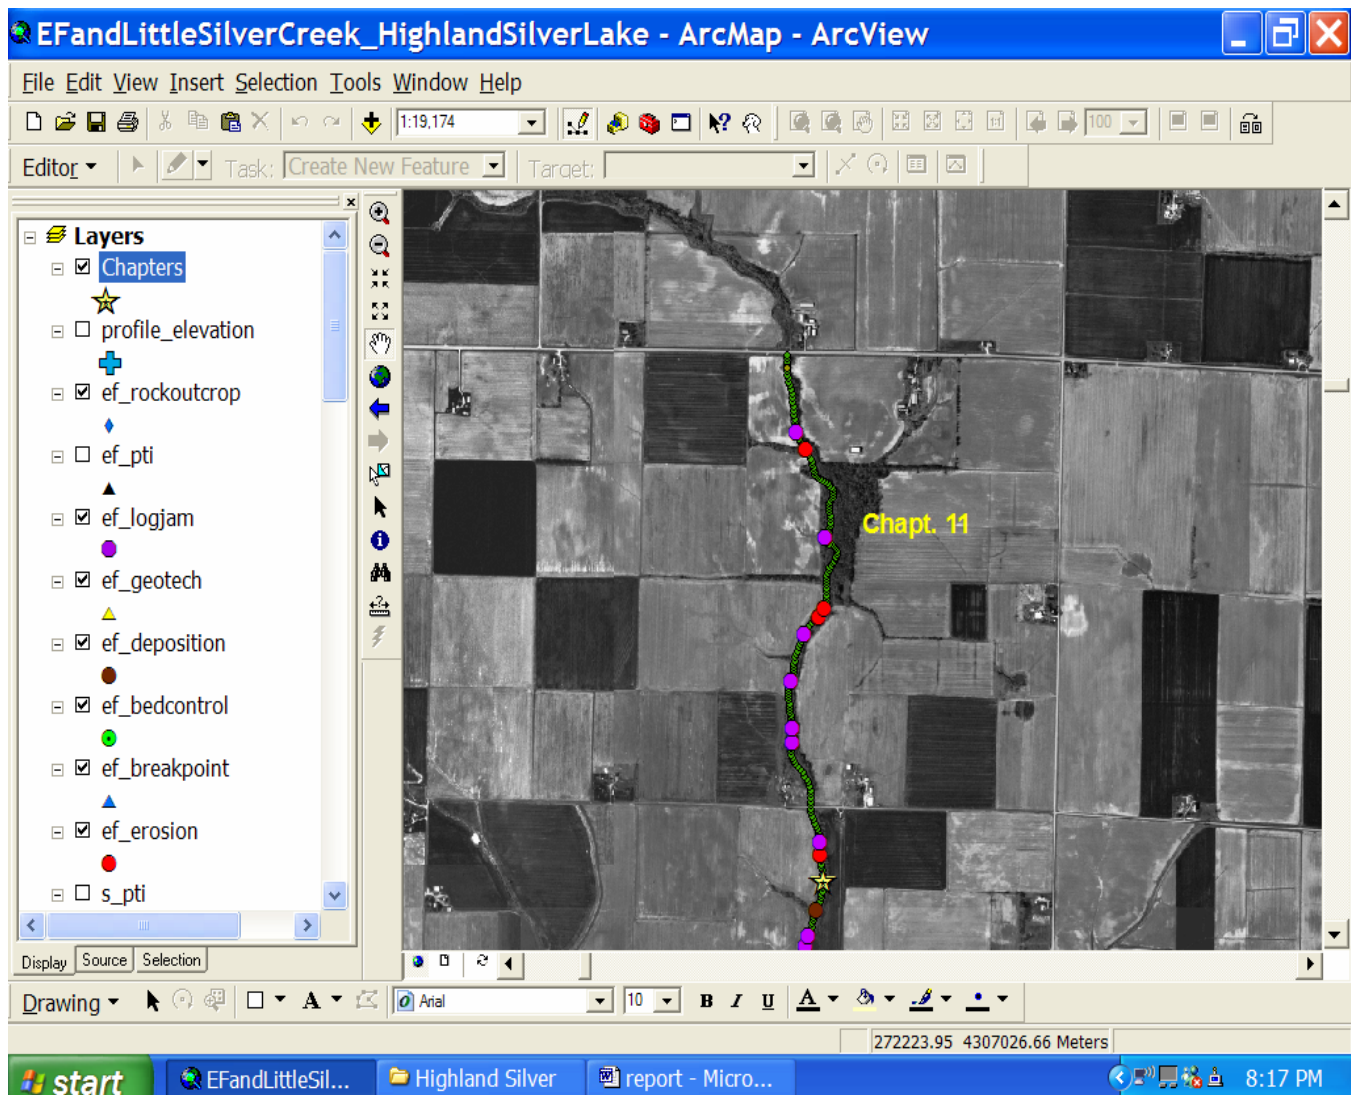 EFandLittleSilverCreek_HighlandSilverLake - ArcMap - ArcView
File Edit View Insert Selection Tools Window Help
1:19,174
100
Editor Task: Create New Feature Target:
Layers
Chapters
profile_elevation
ef_rockoutcrop
ef_pti
ef_logjam
ef_geotech
ef_deposition
ef_bedcontrol
ef_breakpoint
ef_erosion
s_pti
Chapt. 11
Display Source Selection
Drawing A Arial 10 B I U A
272223.95 4307026.66 Meters
start EFandLittleSil... Highland Silver report - Micro... 8:17 PM